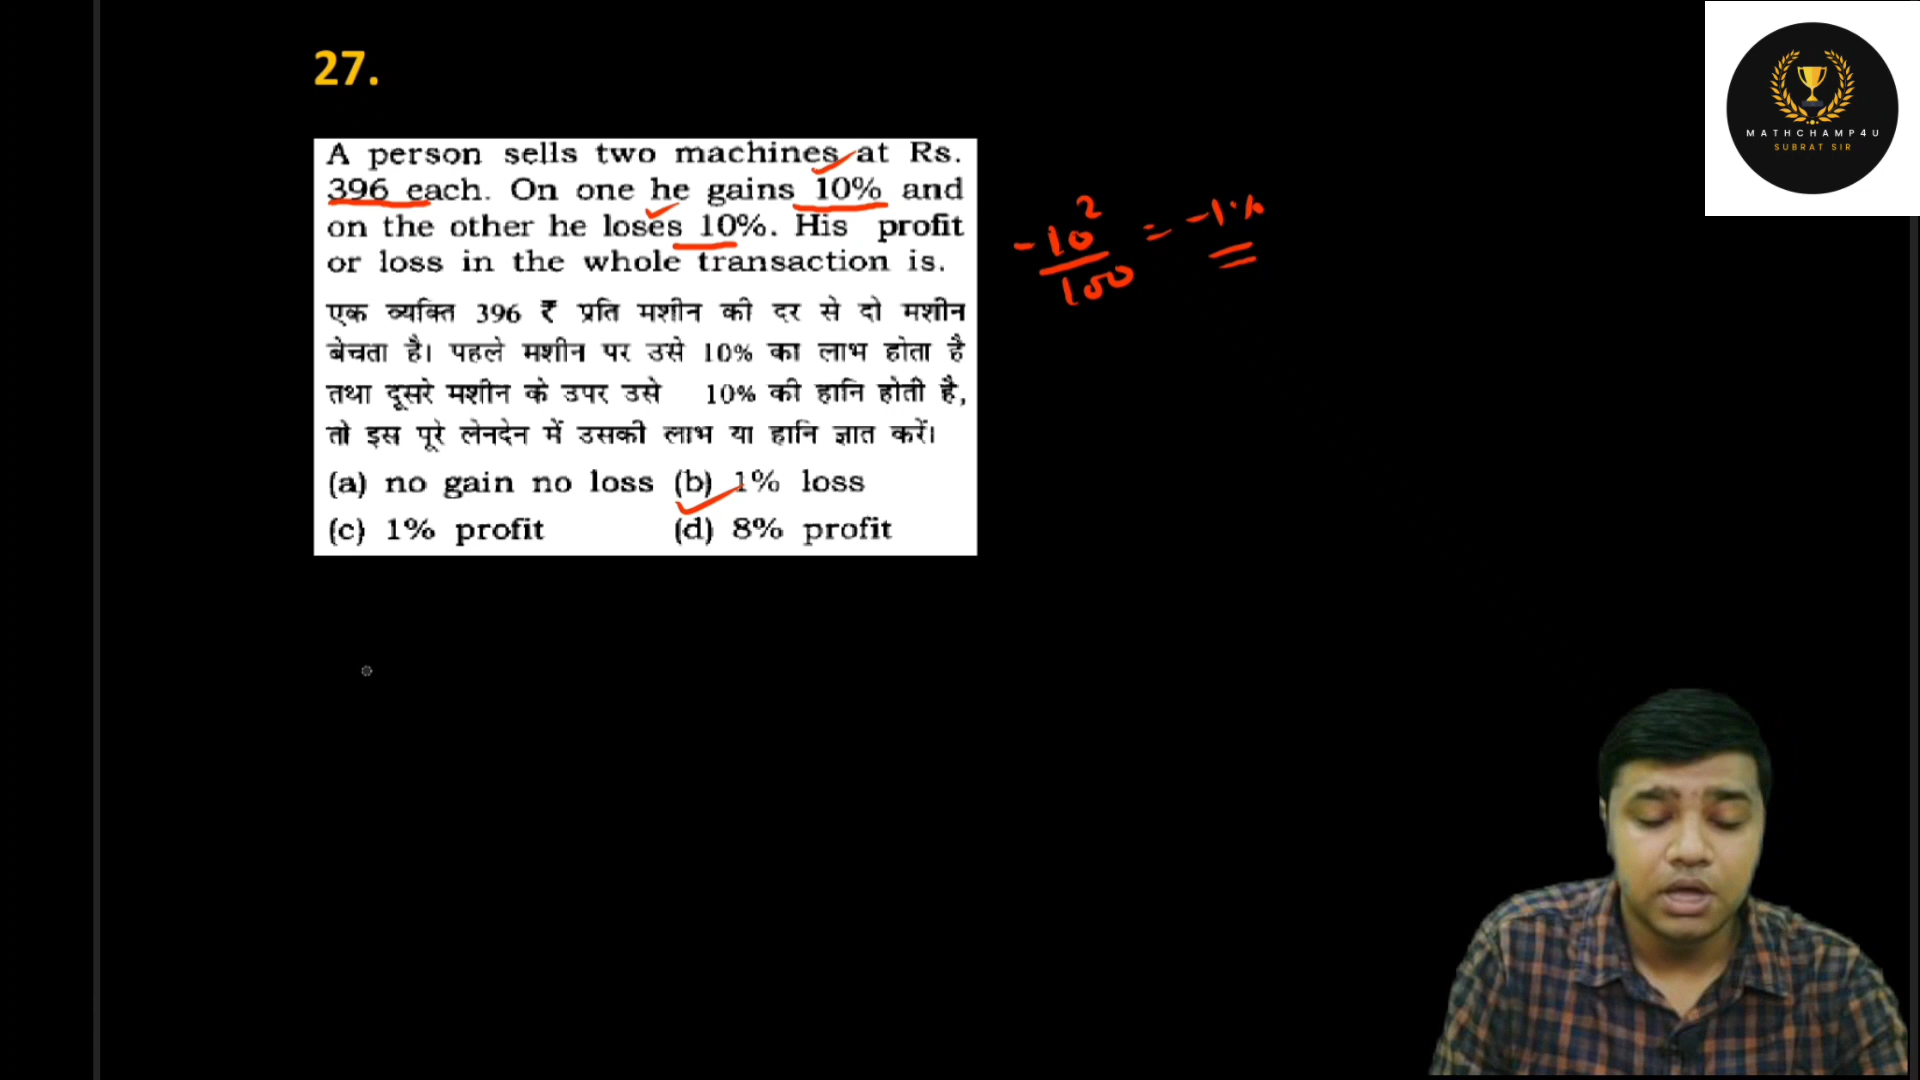 27.
A person sells two machines at Rs.
396 each. On one he gains 10% and
on the other he loses 10%. His profit
or loss in the whole transaction is.
एक व्यक्ति 396 ₹ प्रति मशीन की दर से दो मशीन
बेचता है। पहले मशीन पर उसे 10% का लाभ होता है
तथा दूसरे मशीन के उपर उसे 10% की हानि होती है,
तो इस पूरे लेनदेन में उसकी लाभ या हानि ज्ञात करें।
(a) no gain no loss (b) 1% loss
(c) 1% profit (d) 8% profit
-10²/100 = -1%
MATHCHAMP4U
SUBRAT SIR